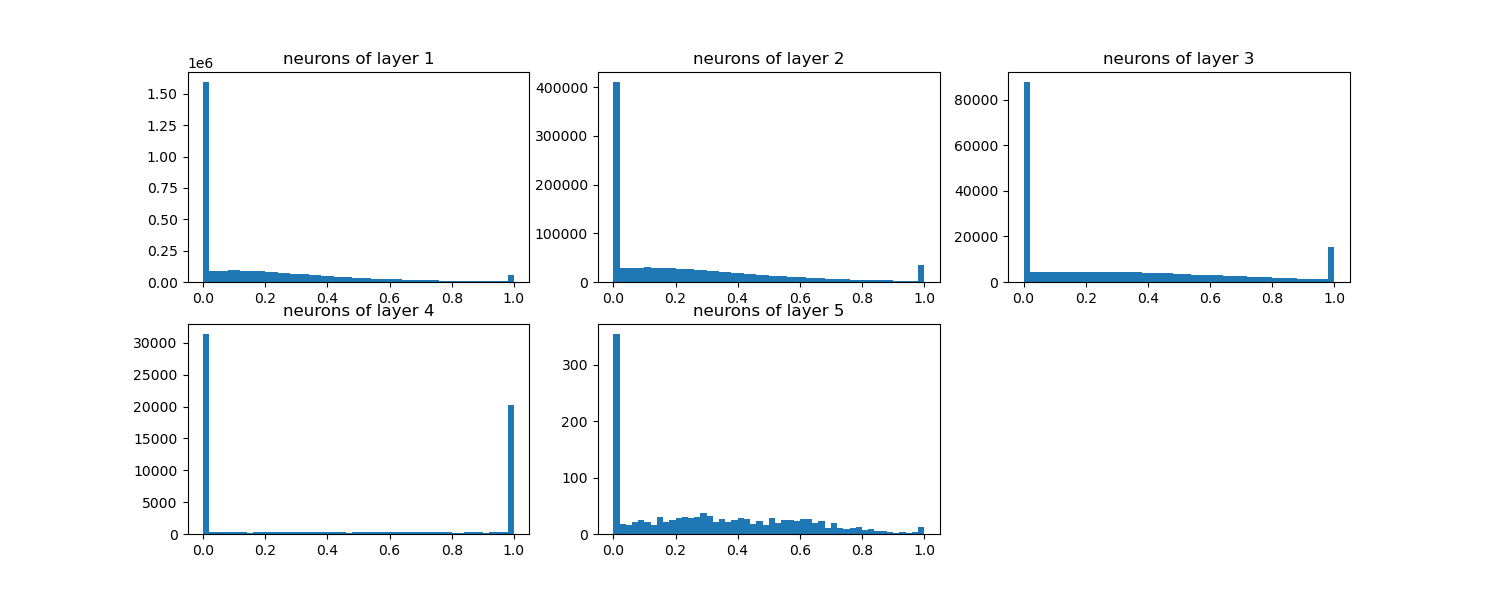 neurons of layer 1
1e6
1.50
1.25
1.00
0.75
0.50
0.25
0.00
0.0 0.2 0.4 0.6 0.8 1.0
neurons of layer 2
400000
300000
200000
100000
0
0.0 0.2 0.4 0.6 0.8 1.0
neurons of layer 3
80000
60000
40000
20000
0
0.0 0.2 0.4 0.6 0.8 1.0
neurons of layer 4
30000
25000
20000
15000
10000
5000
0
0.0 0.2 0.4 0.6 0.8 1.0
neurons of layer 5
300
200
100
0
0.0 0.2 0.4 0.6 0.8 1.0